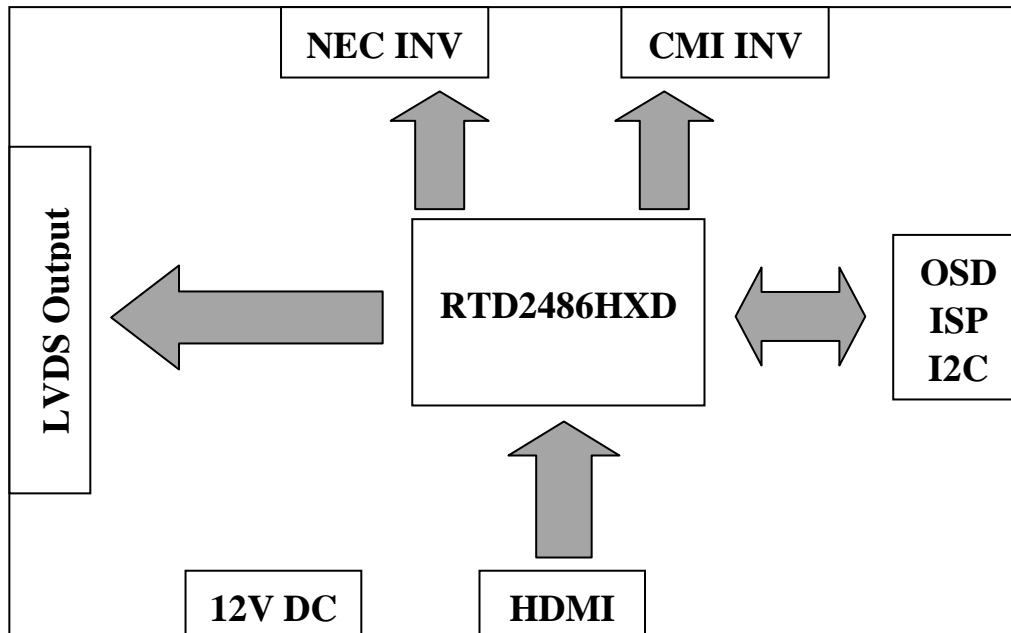 NEC INV
CMI INV
LVDS Output
RTD2486HXD
OSD
ISP
I2C
12V DC
HDMI